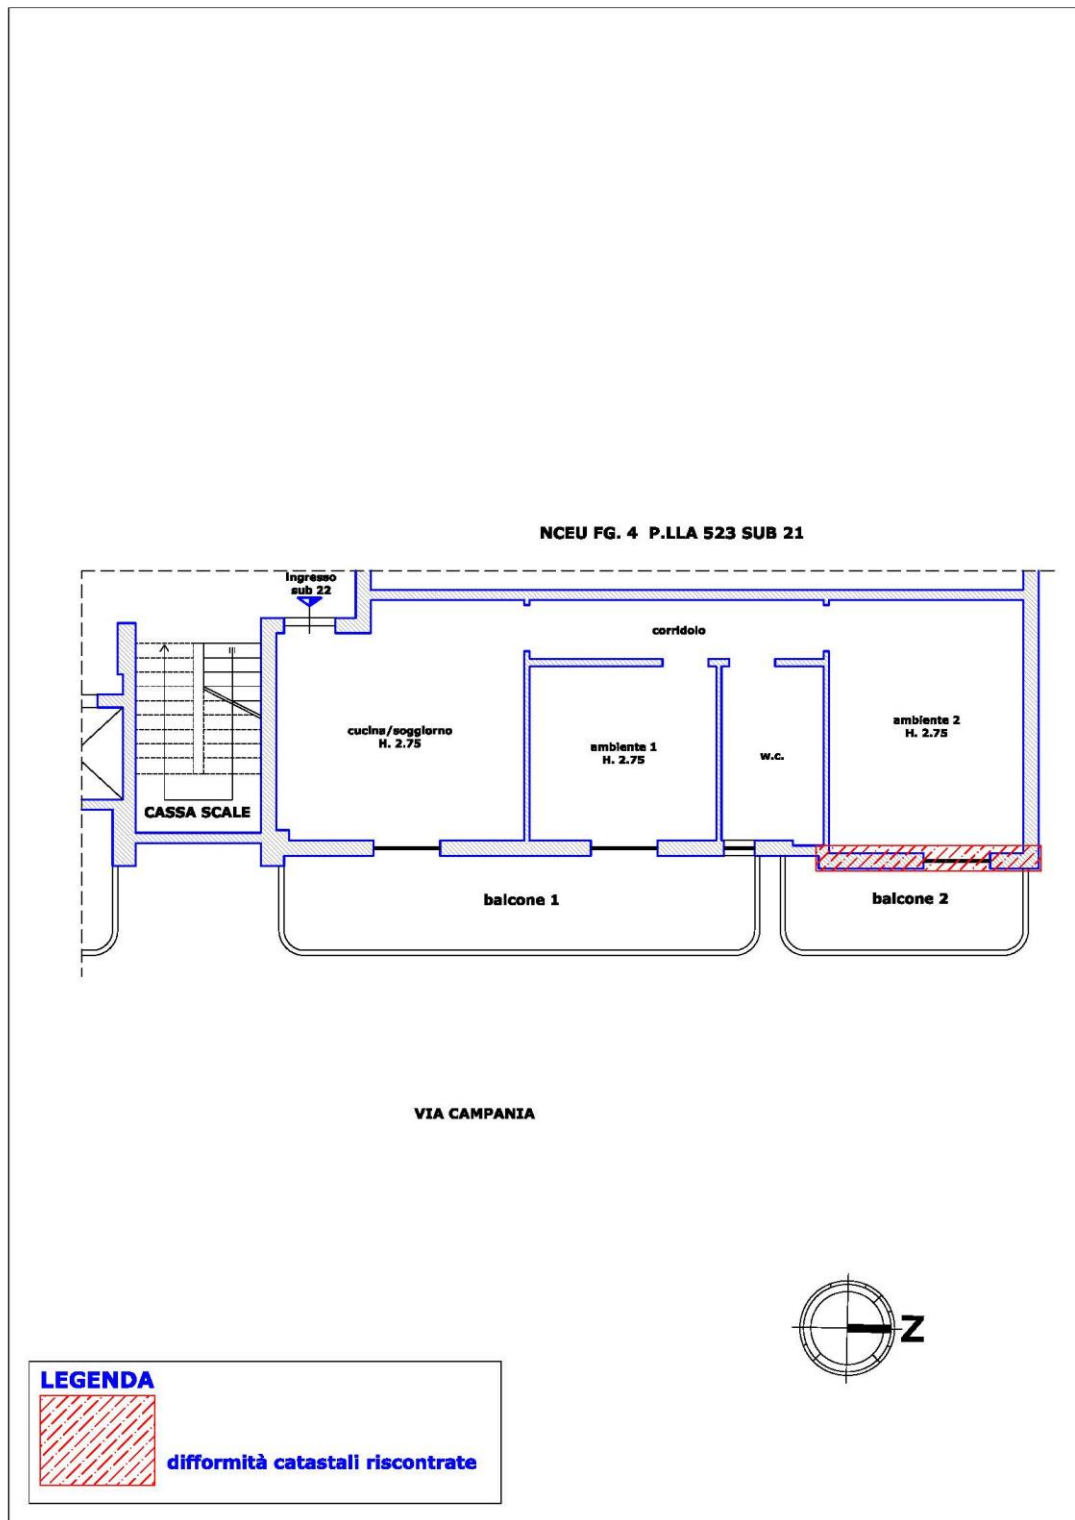 NCEU FG. 4 P.LLA 523 SUB 21
Ingresso
sub 22
corridoio
cucina/soggiorno
H. 2.75
ambiente 1
H. 2.75
w.c.
ambiente 2
H. 2.75
CASSA SCALE
balcone 1
balcone 2
VIA CAMPANIA
N
LEGENDA
difformità catastali riscontrate